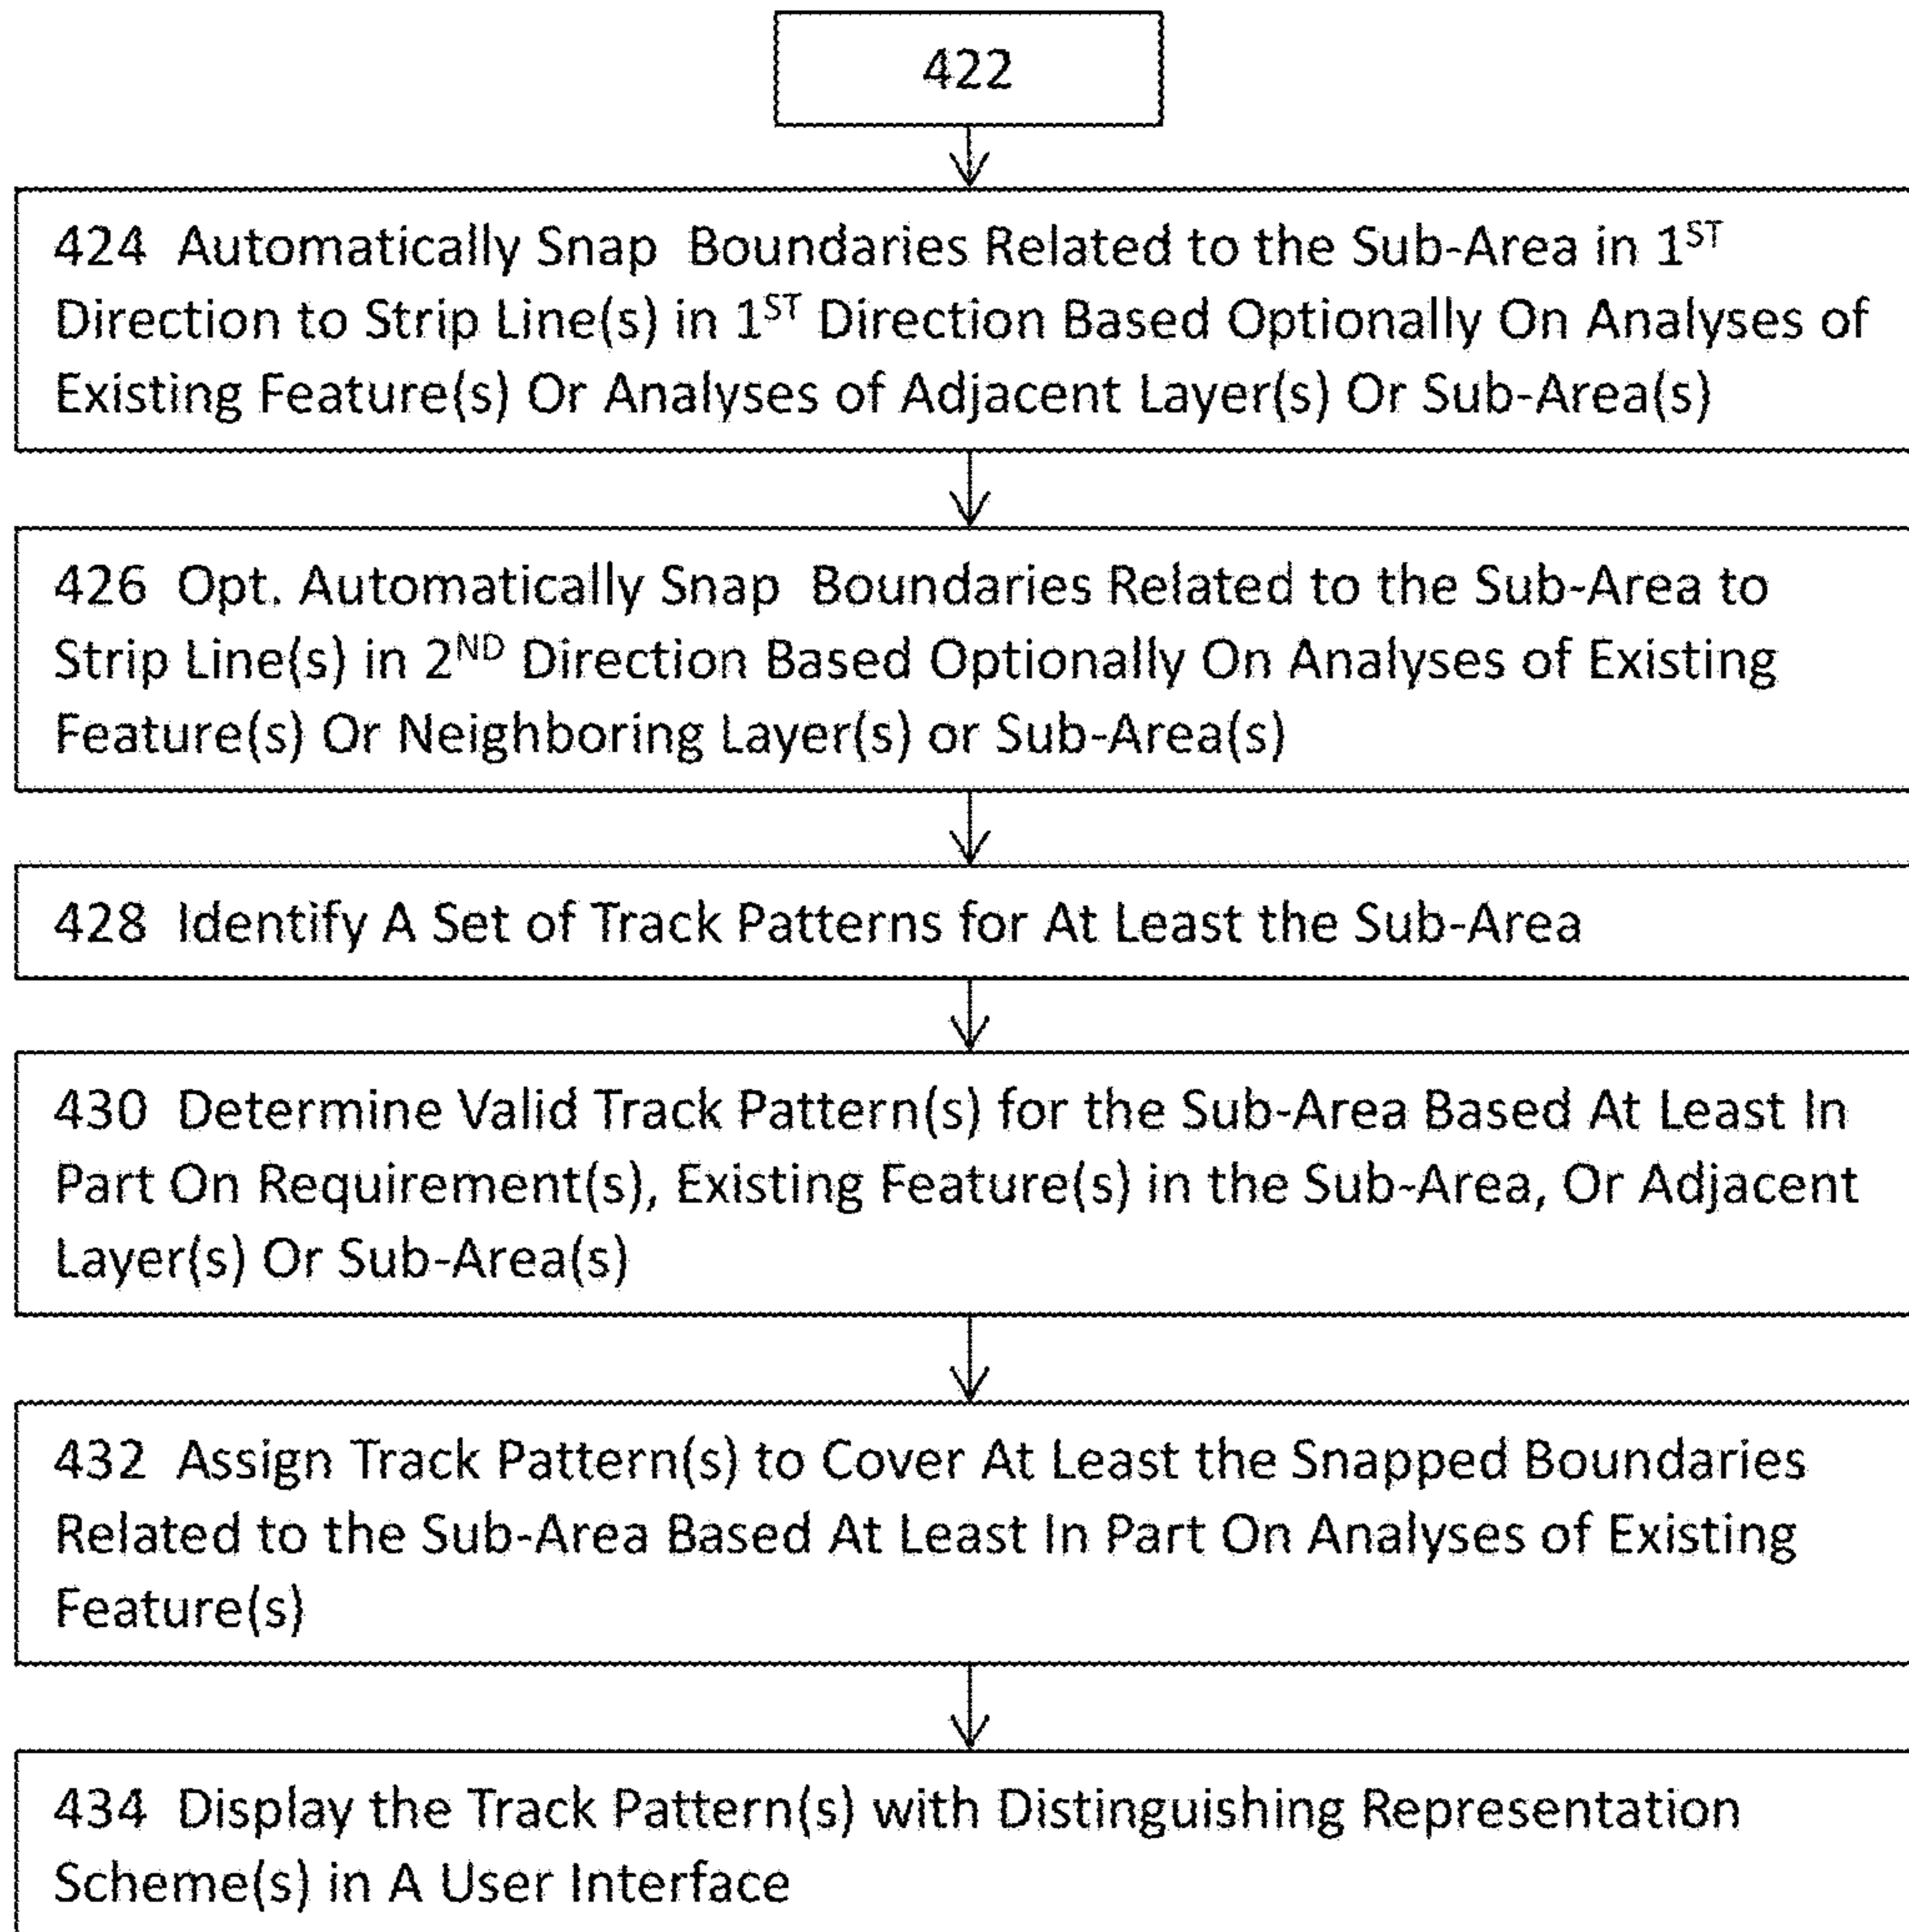 422
424 Automatically Snap Boundaries Related to the Sub-Area in 1ST
Direction to Strip Line(s) in 1ST Direction Based Optionally On Analyses of
Existing Feature(s) Or Analyses of Adjacent Layer(s) Or Sub-Area(s)
426 Opt. Automatically Snap Boundaries Related to the Sub-Area to
Strip Line(s) in 2ND Direction Based Optionally On Analyses of Existing
Feature(s) Or Neighboring Layer(s) or Sub-Area(s)
428 Identify A Set of Track Patterns for At Least the Sub-Area
430 Determine Valid Track Pattern(s) for the Sub-Area Based At Least In
Part On Requirement(s), Existing Feature(s) in the Sub-Area, Or Adjacent
Layer(s) Or Sub-Area(s)
432 Assign Track Pattern(s) to Cover At Least the Snapped Boundaries
Related to the Sub-Area Based At Least In Part On Analyses of Existing
Feature(s)
434 Display the Track Pattern(s) with Distinguishing Representation
Scheme(s) in A User Interface